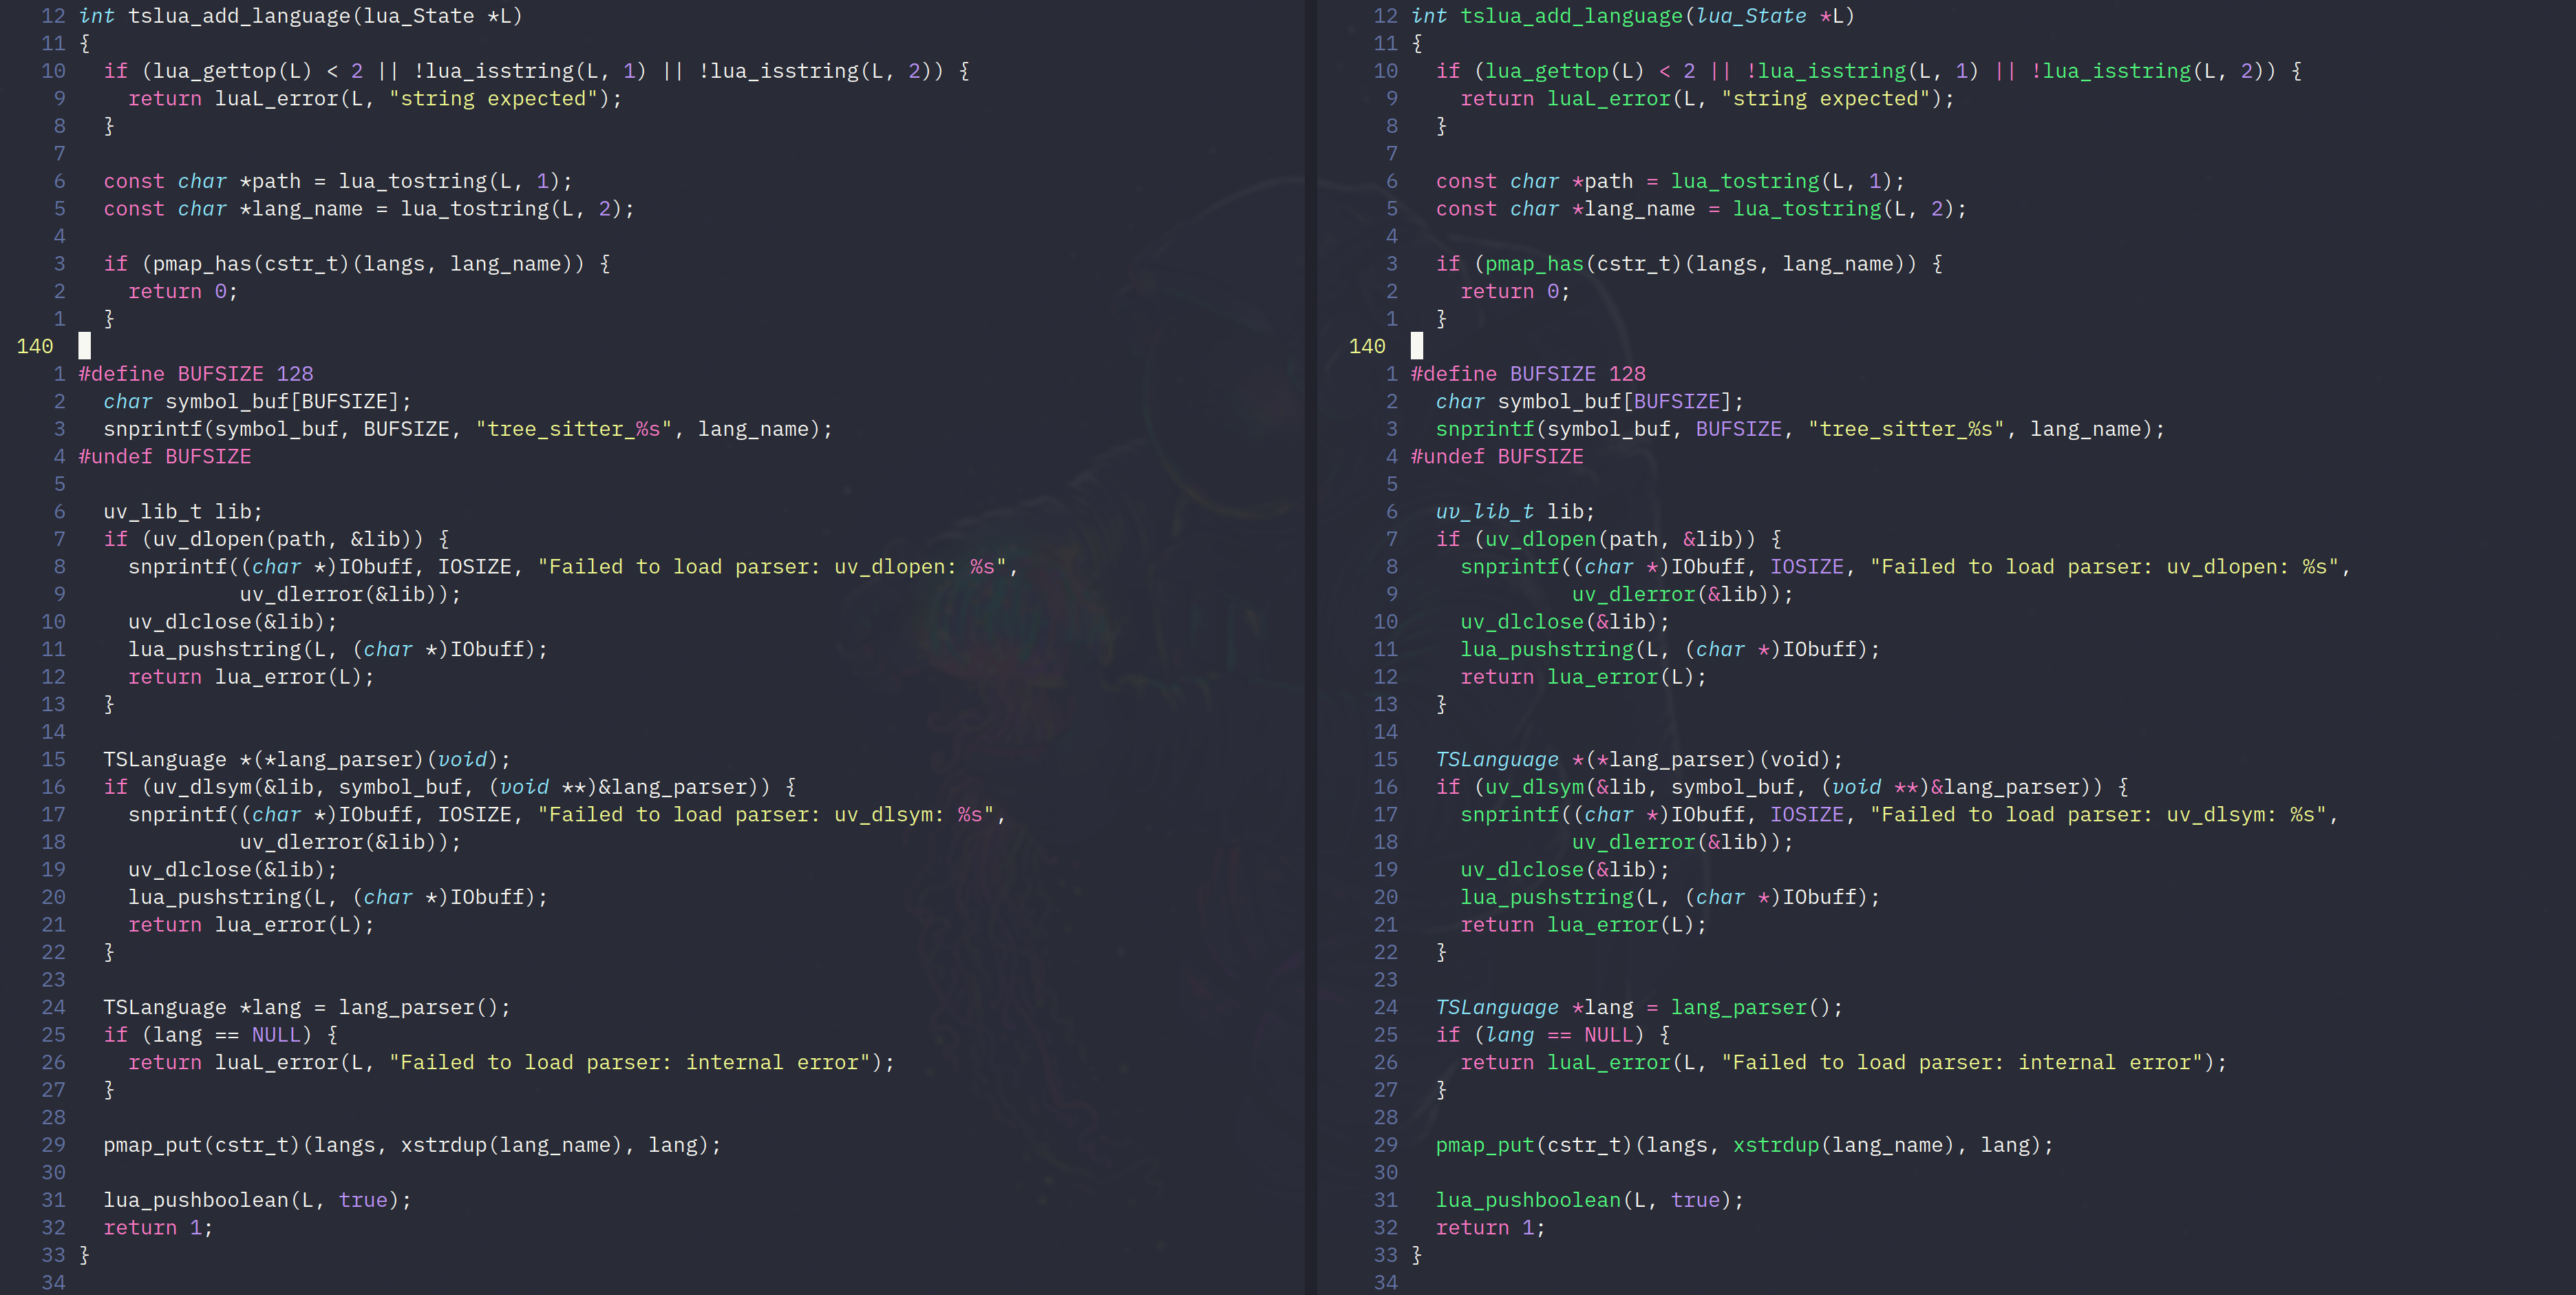 12 int tslua_add_language(lua_State *L)
11 {
10   if (lua_gettop(L) < 2 || !lua_isstring(L, 1) || !lua_isstring(L, 2)) {
9     return luaL_error(L, "string expected");
8   }
7
6   const char *path = lua_tostring(L, 1);
5   const char *lang_name = lua_tostring(L, 2);
4
3   if (pmap_has(cstr_t)(langs, lang_name)) {
2     return 0;
1   }
140
1 #define BUFSIZE 128
2   char symbol_buf[BUFSIZE];
3   snprintf(symbol_buf, BUFSIZE, "tree_sitter_%s", lang_name);
4 #undef BUFSIZE
5
6   uv_lib_t lib;
7   if (uv_dlopen(path, &lib)) {
8     snprintf((char *)IObuff, IOSIZE, "Failed to load parser: uv_dlopen: %s",
9              uv_dlerror(&lib));
10     uv_dlclose(&lib);
11     lua_pushstring(L, (char *)IObuff);
12     return lua_error(L);
13   }
14
15   TSLanguage *(*lang_parser)(void);
16   if (uv_dlsym(&lib, symbol_buf, (void **)&lang_parser)) {
17     snprintf((char *)IObuff, IOSIZE, "Failed to load parser: uv_dlsym: %s",
18              uv_dlerror(&lib));
19     uv_dlclose(&lib);
20     lua_pushstring(L, (char *)IObuff);
21     return lua_error(L);
22   }
23
24   TSLanguage *lang = lang_parser();
25   if (lang == NULL) {
26     return luaL_error(L, "Failed to load parser: internal error");
27   }
28
29   pmap_put(cstr_t)(langs, xstrdup(lang_name), lang);
30
31   lua_pushboolean(L, true);
32   return 1;
33 }
34
12 int tslua_add_language(lua_State *L)
11 {
10   if (lua_gettop(L) < 2 || !lua_isstring(L, 1) || !lua_isstring(L, 2)) {
9     return luaL_error(L, "string expected");
8   }
7
6   const char *path = lua_tostring(L, 1);
5   const char *lang_name = lua_tostring(L, 2);
4
3   if (pmap_has(cstr_t)(langs, lang_name)) {
2     return 0;
1   }
140
1 #define BUFSIZE 128
2   char symbol_buf[BUFSIZE];
3   snprintf(symbol_buf, BUFSIZE, "tree_sitter_%s", lang_name);
4 #undef BUFSIZE
5
6   uv_lib_t lib;
7   if (uv_dlopen(path, &lib)) {
8     snprintf((char *)IObuff, IOSIZE, "Failed to load parser: uv_dlopen: %s",
9              uv_dlerror(&lib));
10     uv_dlclose(&lib);
11     lua_pushstring(L, (char *)IObuff);
12     return lua_error(L);
13   }
14
15   TSLanguage *(*lang_parser)(void);
16   if (uv_dlsym(&lib, symbol_buf, (void **)&lang_parser)) {
17     snprintf((char *)IObuff, IOSIZE, "Failed to load parser: uv_dlsym: %s",
18              uv_dlerror(&lib));
19     uv_dlclose(&lib);
20     lua_pushstring(L, (char *)IObuff);
21     return lua_error(L);
22   }
23
24   TSLanguage *lang = lang_parser();
25   if (lang == NULL) {
26     return luaL_error(L, "Failed to load parser: internal error");
27   }
28
29   pmap_put(cstr_t)(langs, xstrdup(lang_name), lang);
30
31   lua_pushboolean(L, true);
32   return 1;
33 }
34